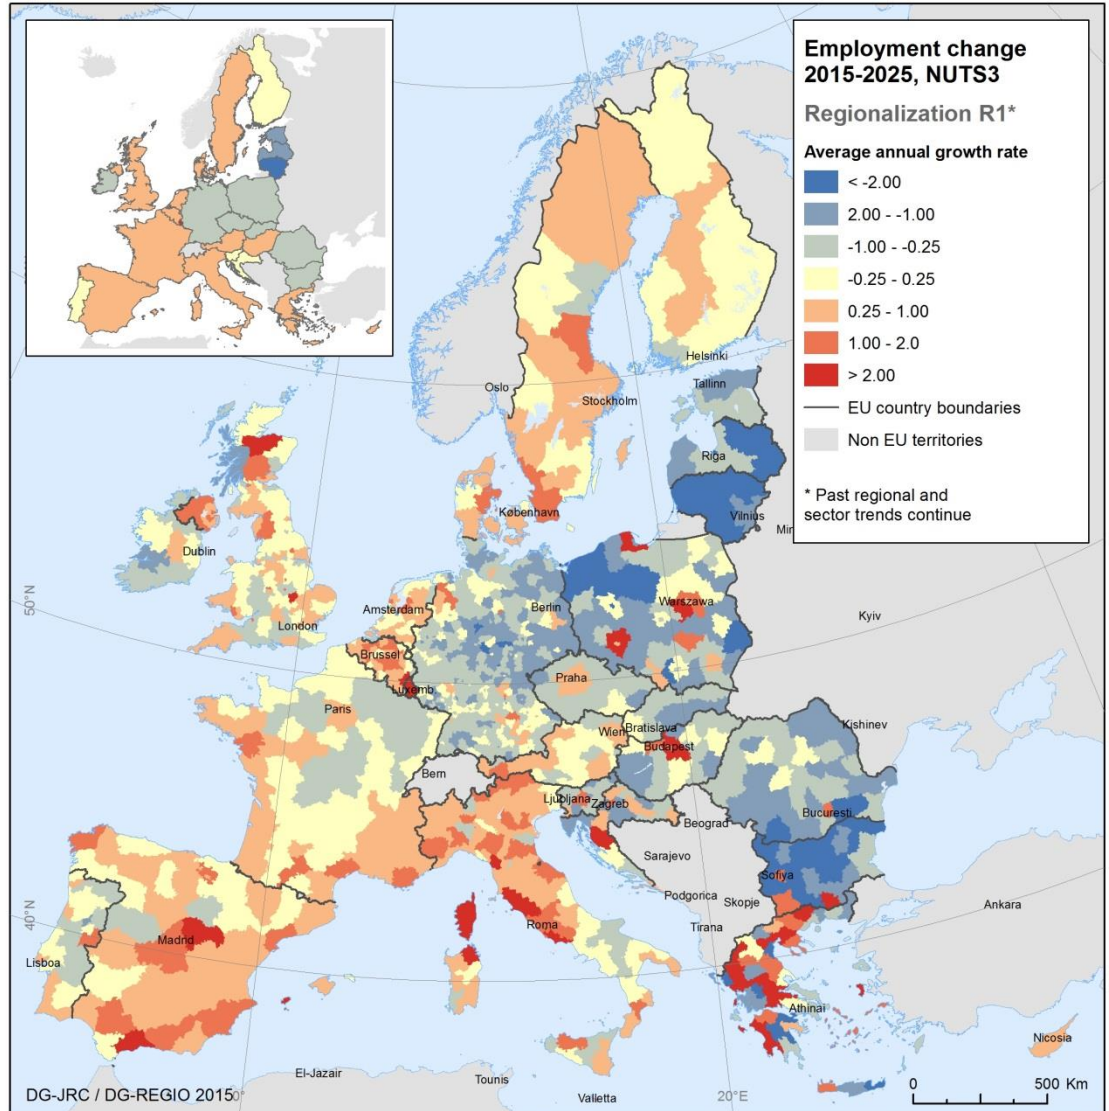 Employment change
2015-2025, NUTS3
Regionalization R1*
Average annual growth rate
< -2.00
2.00 - -1.00
-1.00 - -0.25
-0.25 - 0.25
0.25 - 1.00
1.00 - 2.0
> 2.00
EU country boundaries
Non EU territories
* Past regional and
sector trends continue
Helsinki
Tallinn
Oslo
Stockholm
Riga
København
Vilnius
Min
Dublin
50°N
Amsterdam
Berlin
Warszawa
London
Kyiv
Brussel
Luxemb
Praha
Paris
Kishinev
Wien
Bratislava
Budapest
Bern
Ljubljana
Zagreb
Bucuresti
Beograd
Sarajevo
Sofiya
Podgorica
Skopje
Ankara
40°N
Madrid
Roma
Tirana
Lisboa
Athinai
Nicosia
El-Jazair
Tounis
DG-JRC / DG-REGIO 2015
0°
Valletta
20°E
0 500 Km